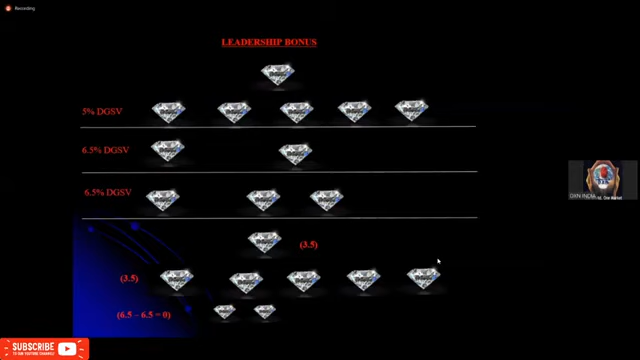 Recording
LEADERSHIP BONUS
5% DGSV
6.5% DGSV
6.5% DGSV
(3.5)
(3.5)
(6.5 – 6.5 = 0)
DXN INDIA
SUBSCRIBE